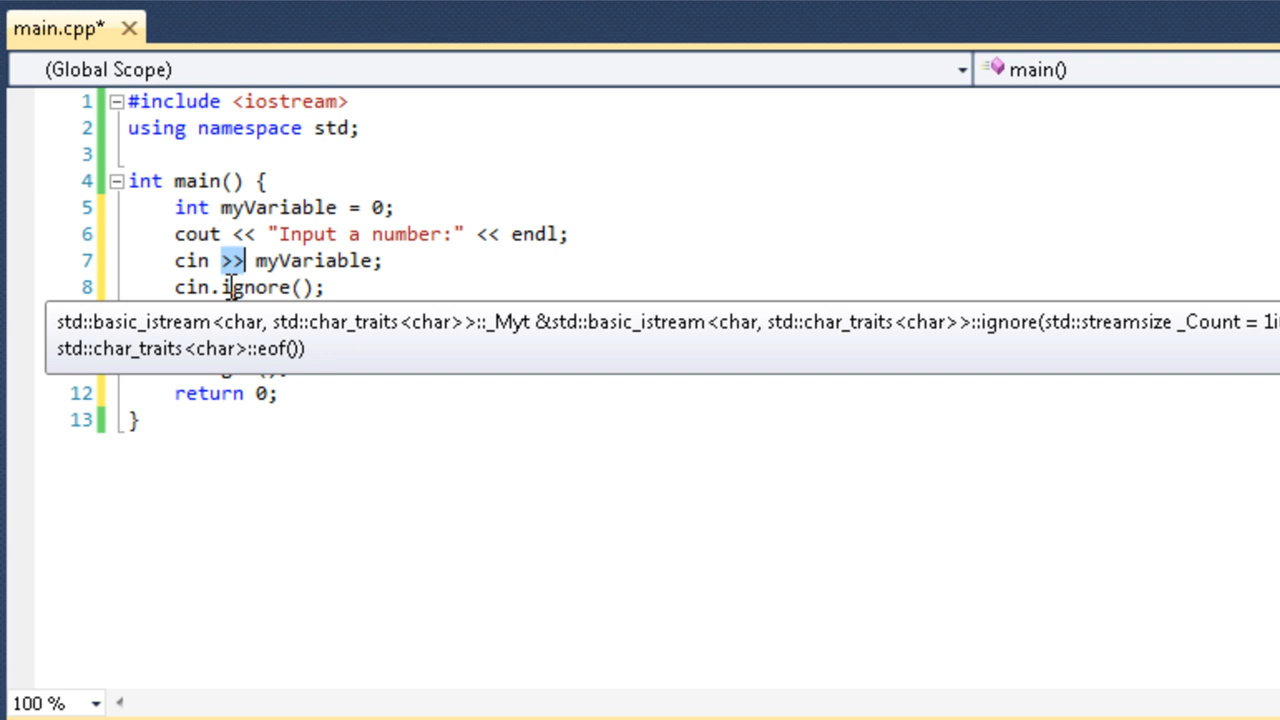 main.cpp*
(Global Scope) main()
1 #include <iostream>
2 using namespace std;
3
4 int main() {
5 int myVariable = 0;
6 cout << "Input a number:" << endl;
7 cin >> myVariable;
8 cin.ignore();
std::basic_istream<char, std::char_traits<char>>::_Myt &std::basic_istream<char, std::char_traits<char>>::ignore(std::streamsize _Count = 1i
std::char_traits<char>::eof())
12 return 0;
13 }
100 %